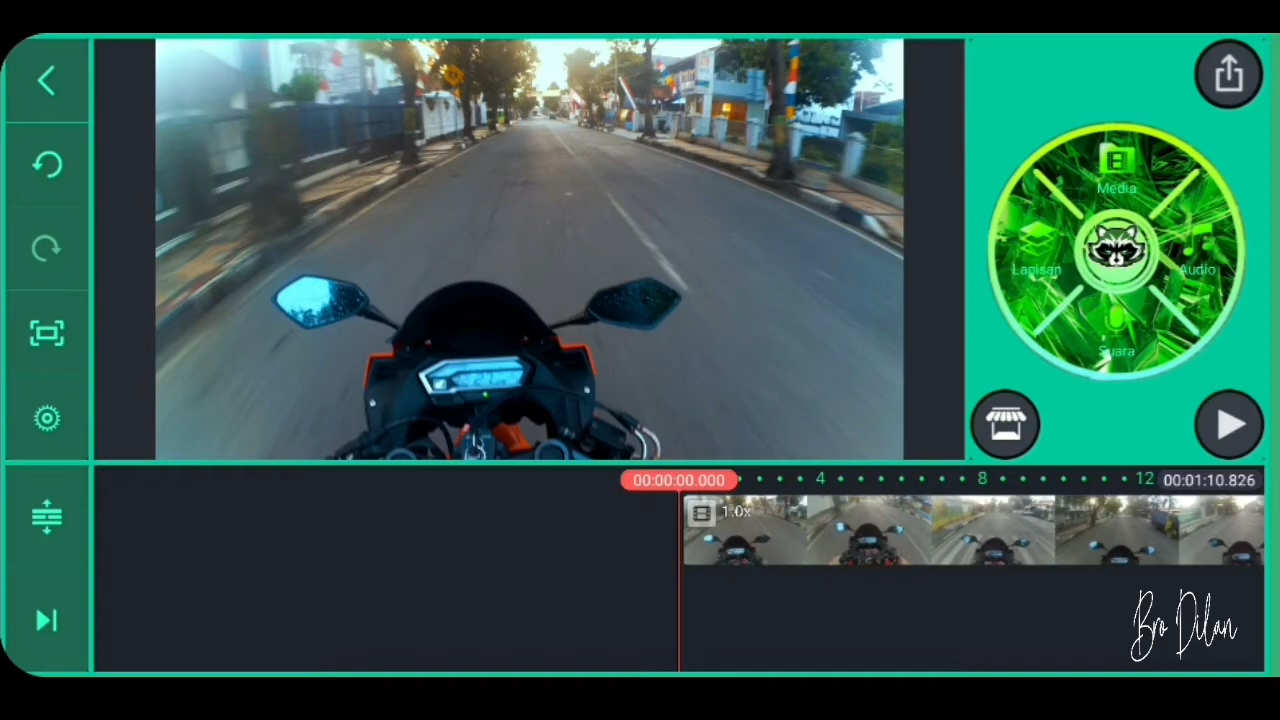 Media
Lapisan
Audio
Suara
00:00:00.000
4
8
12
00:01:10.826
1.0x
Bro Dilan